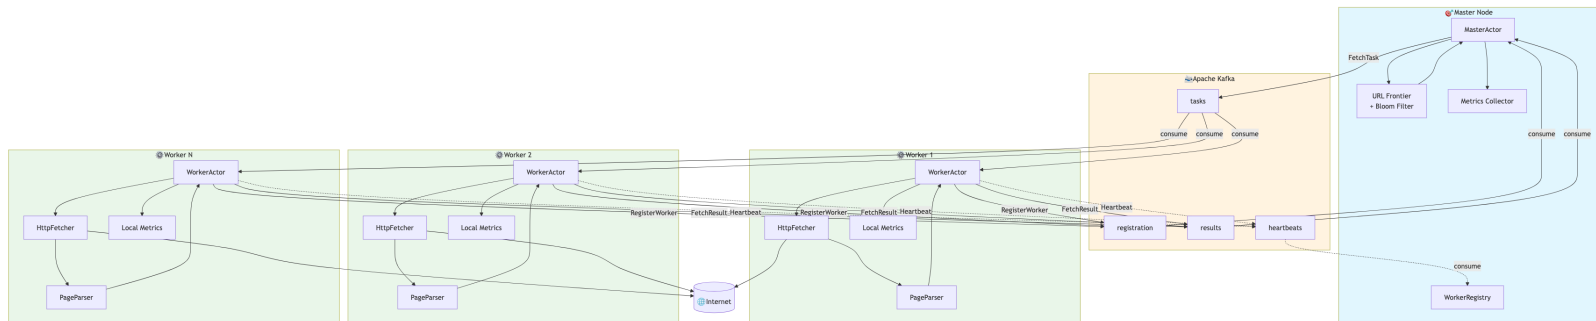 Master Node
MasterActor
FetchTask
URL Frontier
+ Bloom Filter
Metrics Collector
consume
consume
consume
WorkerRegistry
Apache Kafka
tasks
consume
consume
consume
registration
results
heartbeats
Worker N
WorkerActor
HttpFetcher
Local Metrics
PageParser
RegisterWorker
FetchResult
Heartbeat
Worker 2
WorkerActor
HttpFetcher
Local Metrics
PageParser
RegisterWorker
FetchResult
Heartbeat
Worker 1
WorkerActor
HttpFetcher
Local Metrics
PageParser
RegisterWorker
FetchResult
Heartbeat
Internet